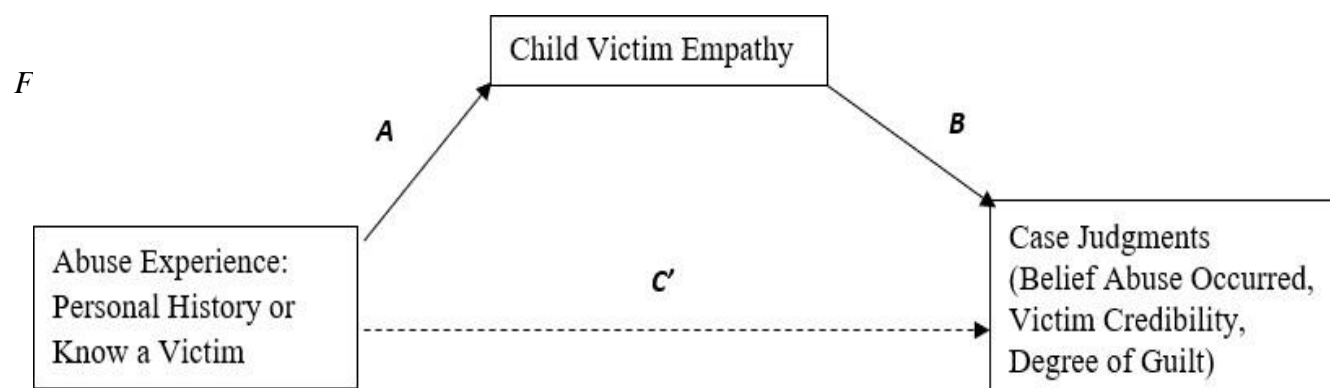 Child Victim Empathy
F
A
B
Abuse Experience:
Personal History or
Know a Victim
C'
Case Judgments
(Belief Abuse Occurred,
Victim Credibility,
Degree of Guilt)